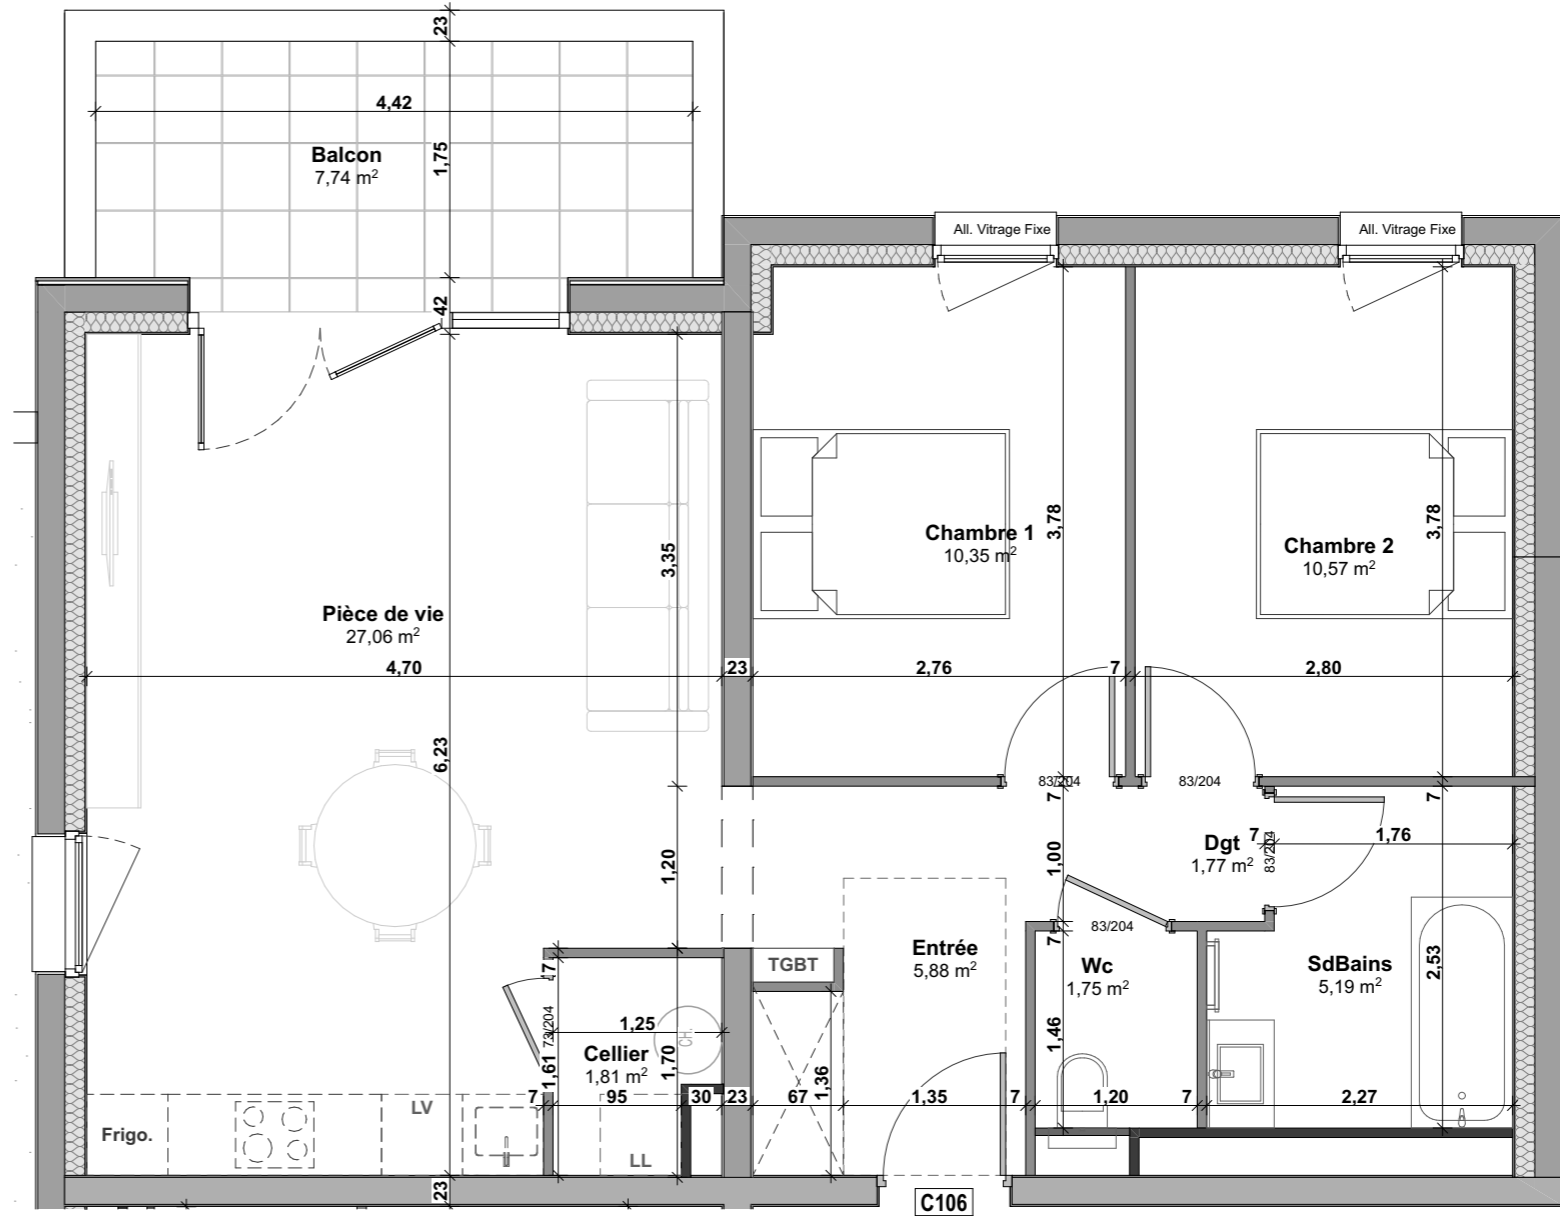 23
4,42
Balcon
7,74 m²
1,75
All. Vitrage Fixe
All. Vitrage Fixe
42
3,35
3,78
3,78
Chambre 1
10,35 m²
Chambre 2
10,57 m²
Pièce de vie
27,06 m²
4,70
23
2,76
7
2,80
6,23
83/204
83/204
7
7
1,20
1,00
Dgt
1,77 m²
7
83/204
1,76
83/204
7
Entrée
5,88 m²
Wc
1,75 m²
SdBains
5,19 m²
2,53
TGBT
7
73/204
1,25
CH.
Cellier
1,81 m²
1,61
1,70
1,36
1,46
7
95
30
23
67
1,35
7
1,20
7
2,27
Frigo.
LV
LL
23
C106